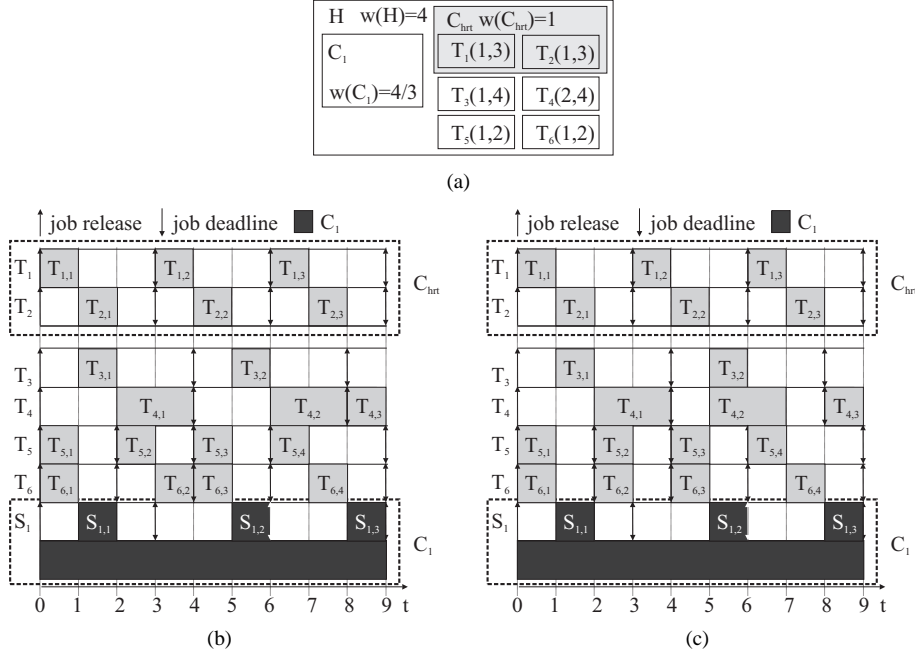 H w(H)=4
C_hrt w(C_hrt)=1
C_1
w(C_1)=4/3
T_1(1,3) T_2(1,3)
T_3(1,4) T_4(2,4)
T_5(1,2) T_6(1,2)
(a)
job release job deadline C_1
T_1 T_1,1 T_1,2 T_1,3
T_2 T_2,1 T_2,2 T_2,3
C_hrt
T_3 T_3,1 T_3,2
T_4 T_4,1 T_4,2 T_4,3
T_5 T_5,1 T_5,2 T_5,3 T_5,4
T_6 T_6,1 T_6,2 T_6,3 T_6,4
S_1 S_1,1 S_1,2 S_1,3
C_1
0 1 2 3 4 5 6 7 8 9 t
(b)
job release job deadline C_1
T_1 T_1,1 T_1,2 T_1,3
T_2 T_2,1 T_2,2 T_2,3
C_hrt
T_3 T_3,1 T_3,2
T_4 T_4,1 T_4,2 T_4,3
T_5 T_5,1 T_5,2 T_5,3 T_5,4
T_6 T_6,1 T_6,2 T_6,3 T_6,4
S_1 S_1,1 S_1,2 S_1,3
C_1
0 1 2 3 4 5 6 7 8 9 t
(c)